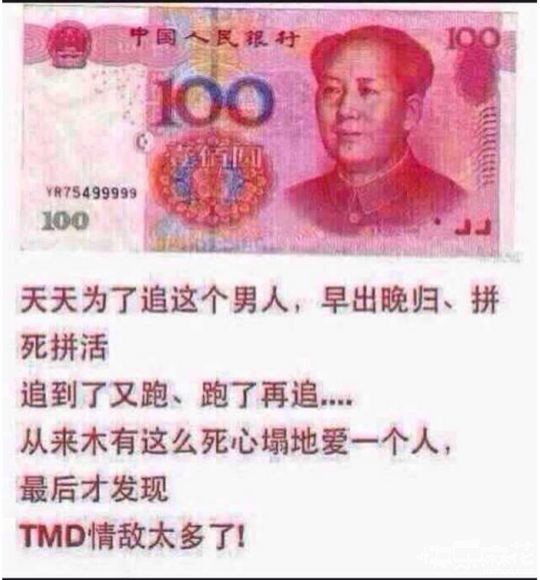 中国人民银行
100
100
壹佰圆
YR75499999
100
天天为了追这个男人，早出晚归、拼
死拼活
追到了又跑、跑了再追....
从来木有这么死心塌地爱一个人，
最后才发现
TMD情敌太多了!